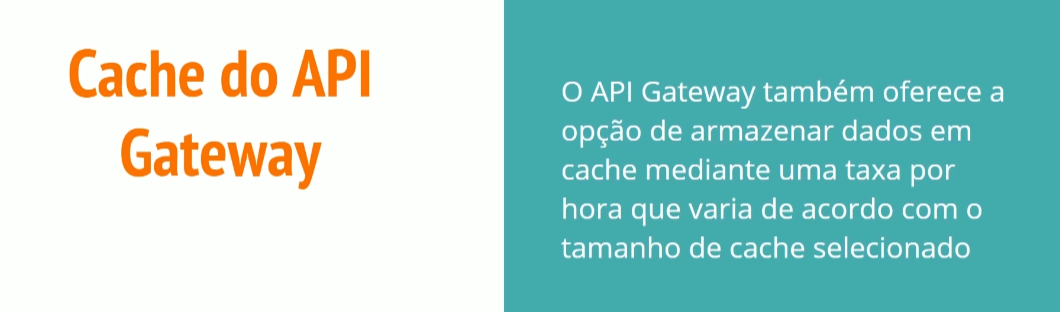 Cache do API
Gateway
O API Gateway também oferece a
opção de armazenar dados em
cache mediante uma taxa por
hora que varia de acordo com o
tamanho de cache selecionado